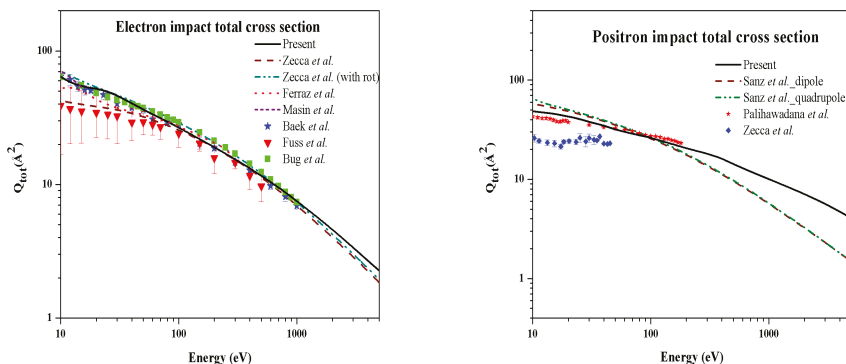 Electron impact total cross section
Present
Zecca et al.
Zecca et al. (with rot)
Ferraz et al.
Masin et al.
Baek et al.
Fuss et al.
Bug et al.
100
10
1
Qtot(Å2)
10
100
1000
Energy (eV)
Positron impact total cross section
Present
Sanz et al._dipole
Sanz et al._quadrupole
Palihawadana et al.
Zecca et al.
100
10
1
Qtot(Å2)
10
100
1000
Energy (eV)